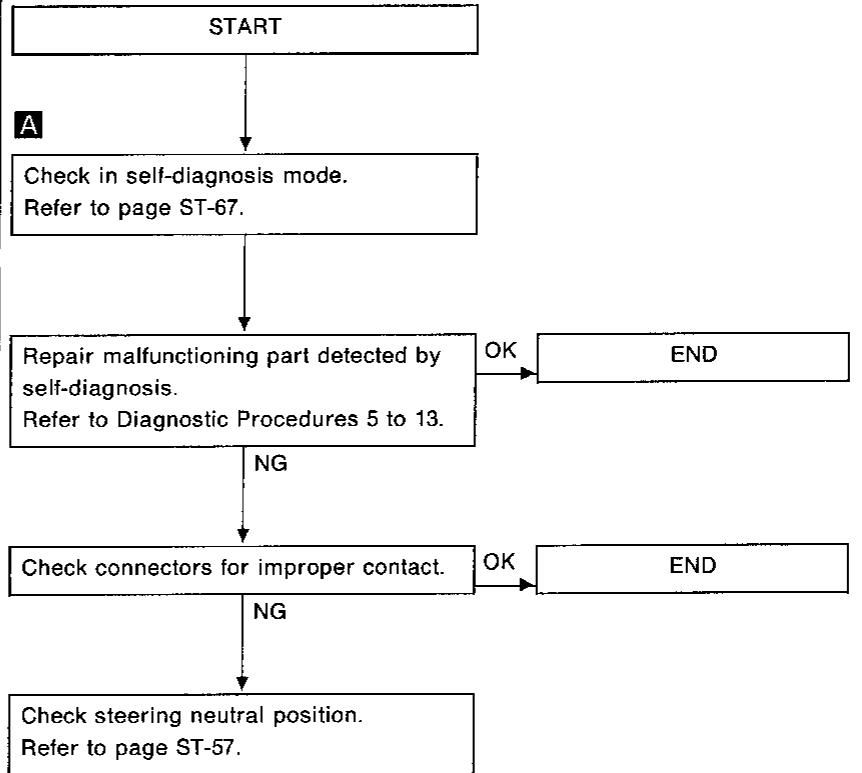 START
A
Check in self-diagnosis mode.
Refer to page ST-67.
Repair malfunctioning part detected by
self-diagnosis.
Refer to Diagnostic Procedures 5 to 13.
OK
END
NG
Check connectors for improper contact.
OK
END
NG
Check steering neutral position.
Refer to page ST-57.